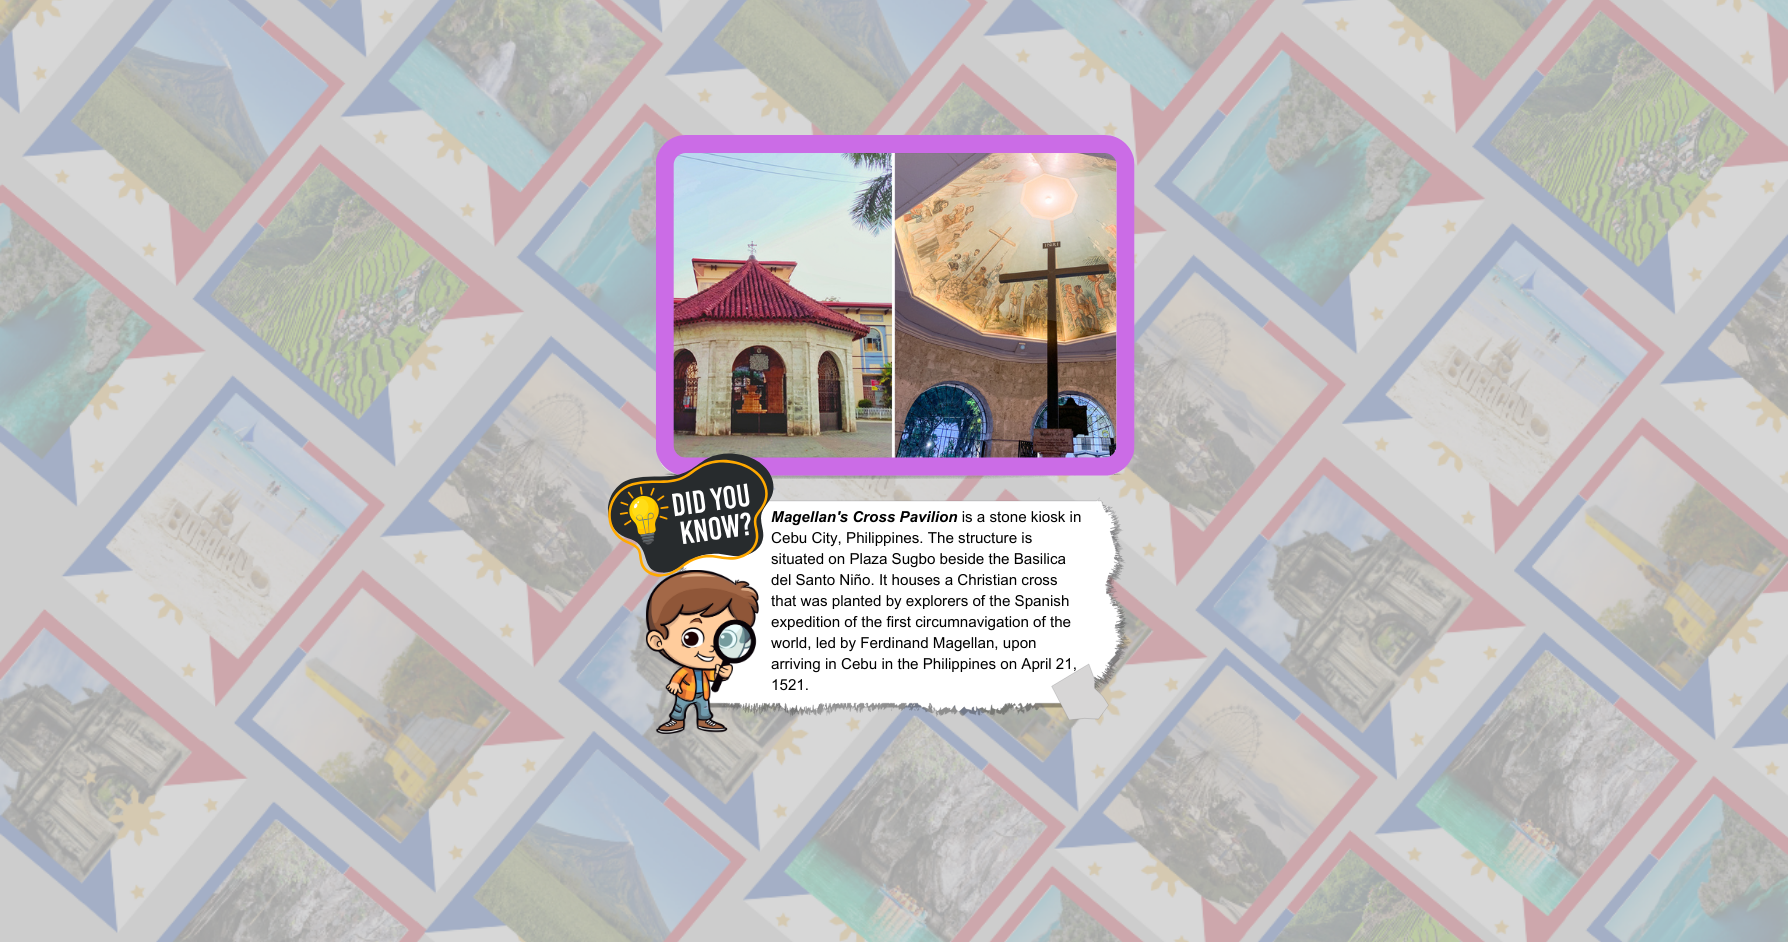 DID YOU
KNOW?
Magellan's Cross Pavilion is a stone kiosk in
Cebu City, Philippines. The structure is
situated on Plaza Sugbo beside the Basilica
del Santo Niño. It houses a Christian cross
that was planted by explorers of the Spanish
expedition of the first circumnavigation of the
world, led by Ferdinand Magellan, upon
arriving in Cebu in the Philippines on April 21,
1521.